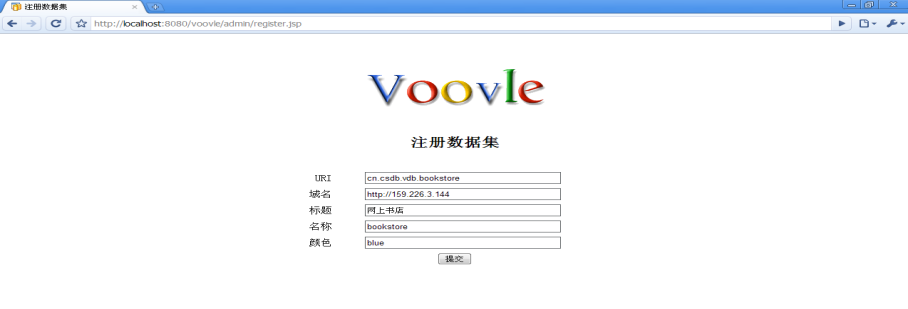 注册数据集
http://localhost:8080/voovle/admin/register.jsp
Voovle
注册数据集
URI cn.csdb.vdb.bookstore
域名 http://159.226.3.144
标题 网上书店
名称 bookstore
颜色 blue
提交